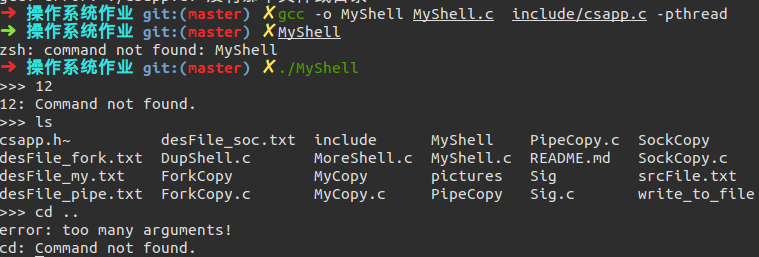 ➜ 操作系统作业 git:(master) ✗gcc -o MyShell MyShell.c include/csapp.c -pthread
➜ 操作系统作业 git:(master) ✗MyShell
zsh: command not found: MyShell
➜ 操作系统作业 git:(master) ✗./MyShell
>>> 12
12: Command not found.
>>> ls
csapp.h~ desFile_soc.txt include MyShell PipeCopy.c SockCopy
desFile_fork.txt DupShell.c MoreShell.c MyShell.c README.md SockCopy.c
desFile_my.txt ForkCopy MyCopy pictures Sig srcFile.txt
desFile_pipe.txt ForkCopy.c MyCopy.c PipeCopy Sig.c write_to_file
>>> cd ..
error: too many arguments!
cd: Command not found.